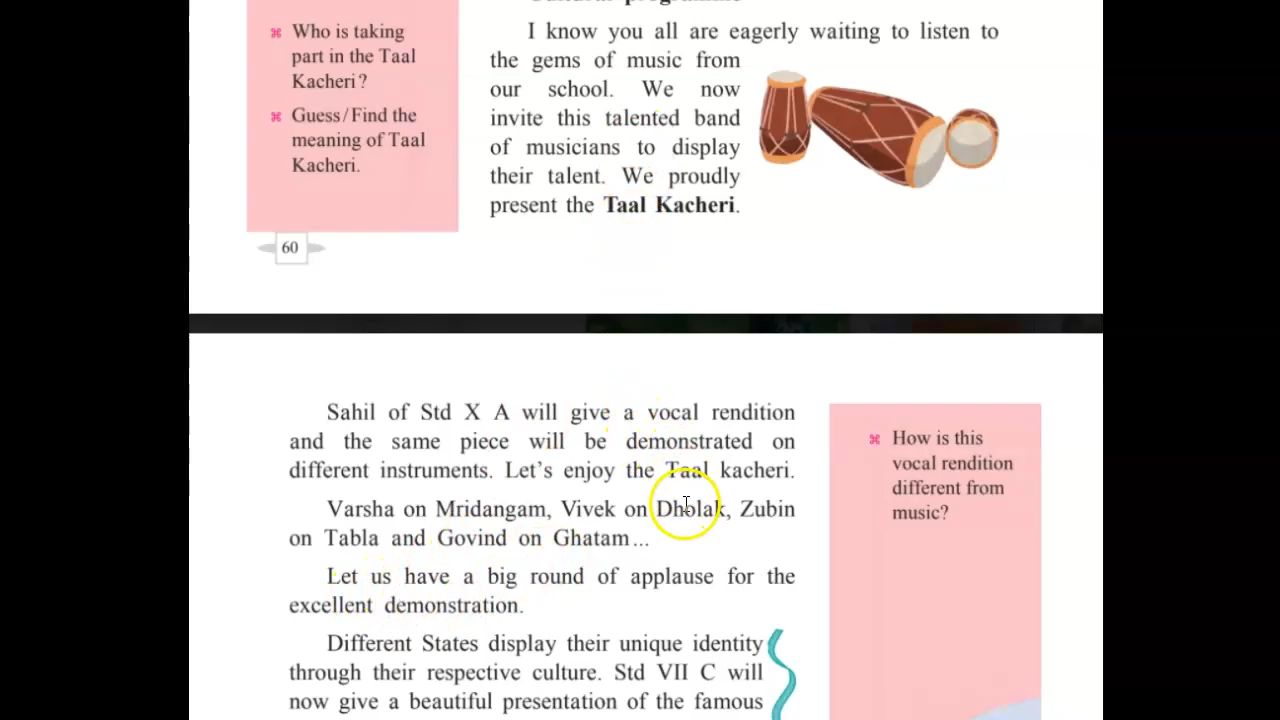 Who is taking
part in the Taal
Kacheri?
Guess/Find the
meaning of Taal
Kacheri.
60
I know you all are eagerly waiting to listen to
the gems of music from
our school. We now
invite this talented band
of musicians to display
their talent. We proudly
present the Taal Kacheri.
Sahil of Std X A will give a vocal rendition
and the same piece will be demonstrated on
different instruments. Let's enjoy the Taal kacheri.
Varsha on Mridangam, Vivek on Dholak, Zubin
on Tabla and Govind on Ghatam...
Let us have a big round of applause for the
excellent demonstration.
Different States display their unique identity
through their respective culture. Std VII C will
now give a beautiful presentation of the famous
How is this
vocal rendition
different from
music?